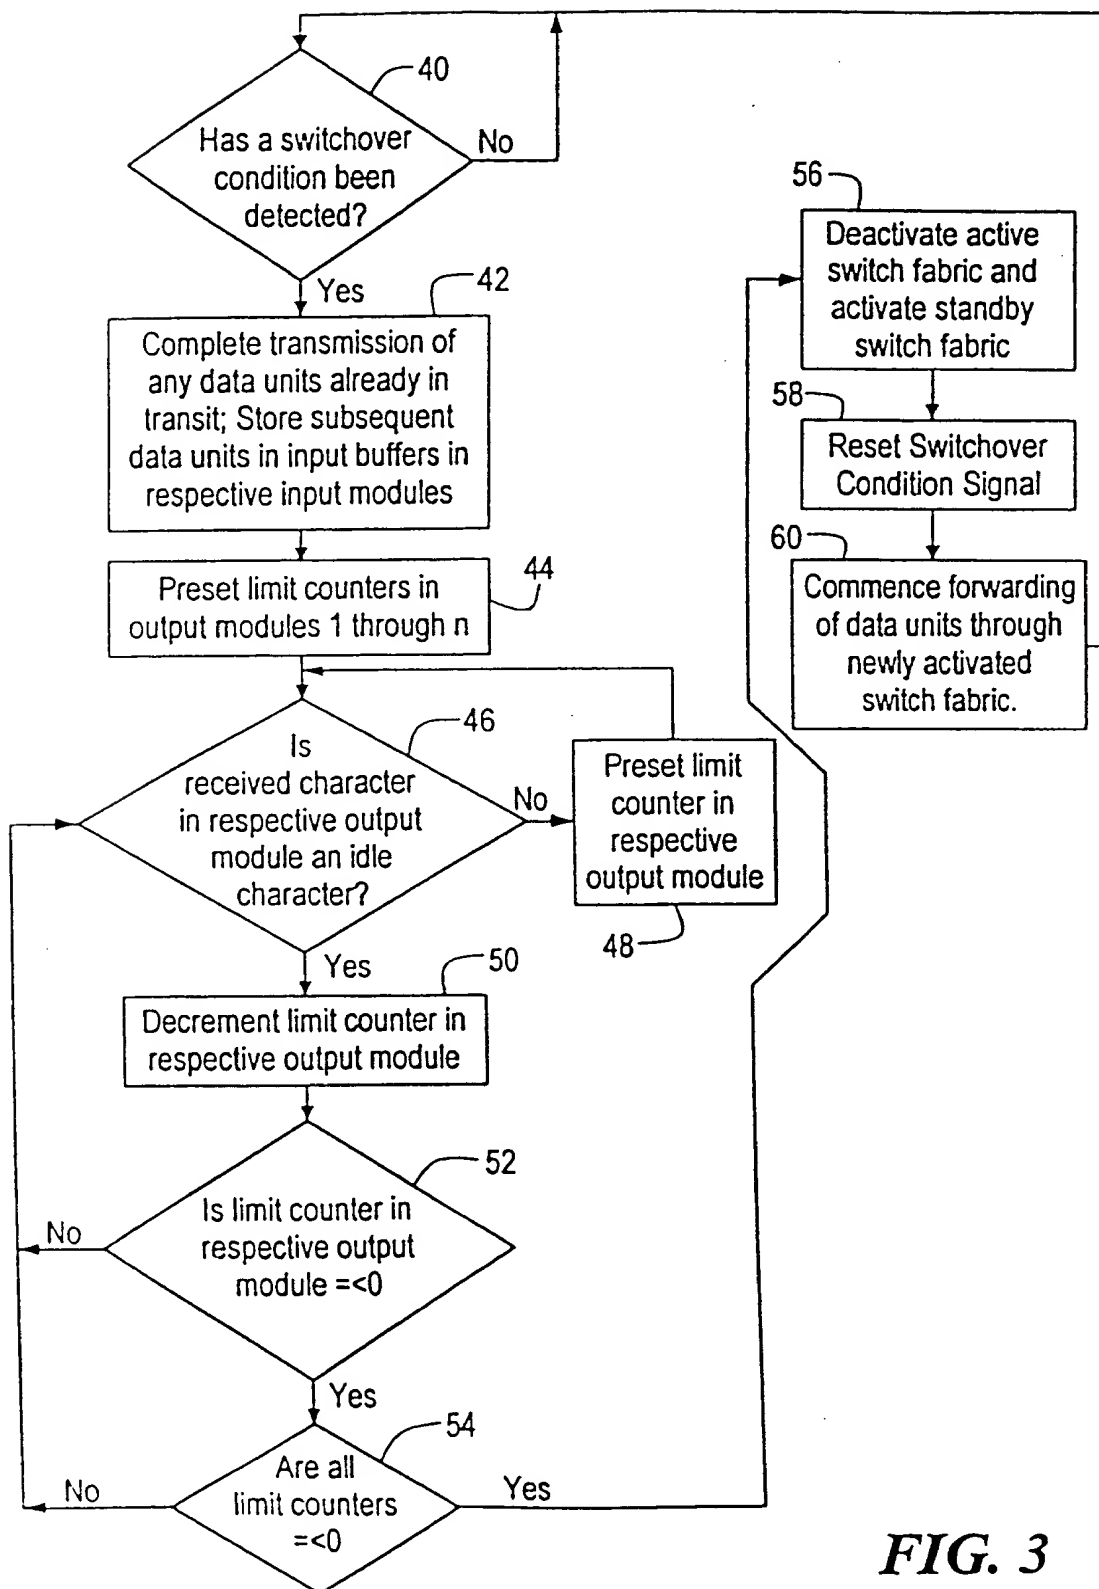 40
Has a switchover
condition been
detected?
No
Yes
42
Complete transmission of
any data units already in
transit; Store subsequent
data units in input buffers in
respective input modules
44
Preset limit counters in
output modules 1 through n
46
Is
received character
in respective output
module an idle
character?
No
Preset limit
counter in
respective
output module
48
Yes
50
Decrement limit counter in
respective output module
52
Is limit counter in
respective output
module =<0
No
Yes
54
Are all
limit counters
=<0
No
Yes
56
Deactivate active
switch fabric and
activate standby
switch fabric
58
Reset Switchover
Condition Signal
60
Commence forwarding
of data units through
newly activated
switch fabric.
FIG. 3